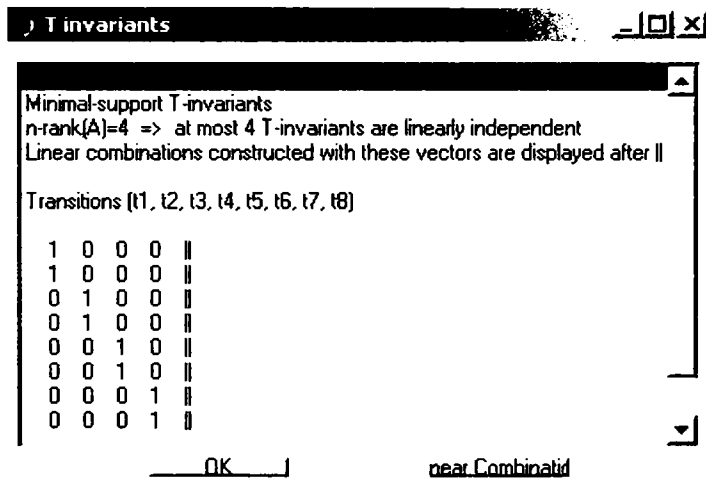 T invariants
Minimal-support T-invariants
n-rank(A)=4 => at most 4 T-invariants are linearly independent
Linear combinations constructed with these vectors are displayed after ||
Transitions (t1, t2, t3, t4, t5, t6, t7, t8)
1 0 0 0 ||
1 0 0 0 ||
0 1 0 0 ||
0 1 0 0 ||
0 0 1 0 ||
0 0 1 0 ||
0 0 0 1 ||
0 0 0 1 ||
OK near Combinatid